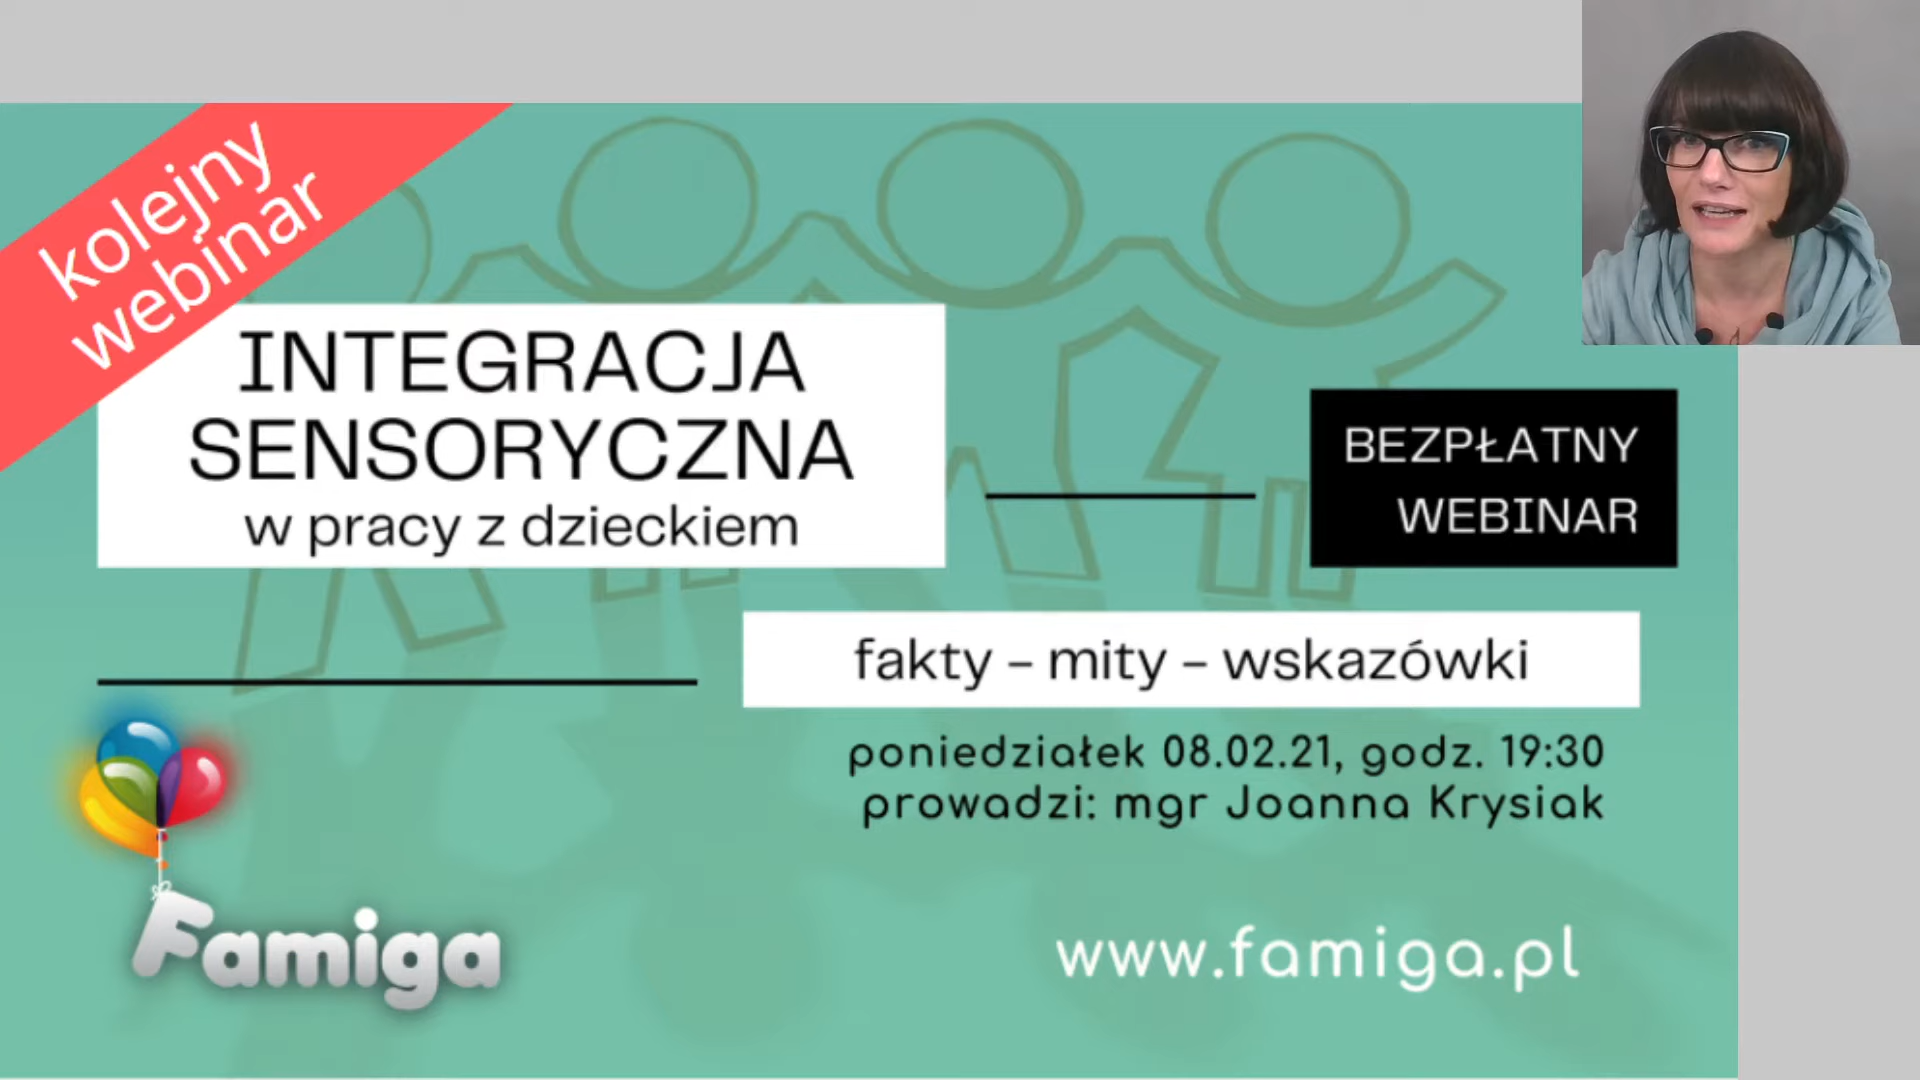 kolejny
webinar
INTEGRACJA
SENSORYCZNA
w pracy z dzieckiem
BEZPŁATNY
WEBINAR
fakty – mity – wskazówki
poniedziałek 08.02.21, godz. 19:30
prowadzi: mgr Joanna Krysiak
Famiga
www.famiga.pl